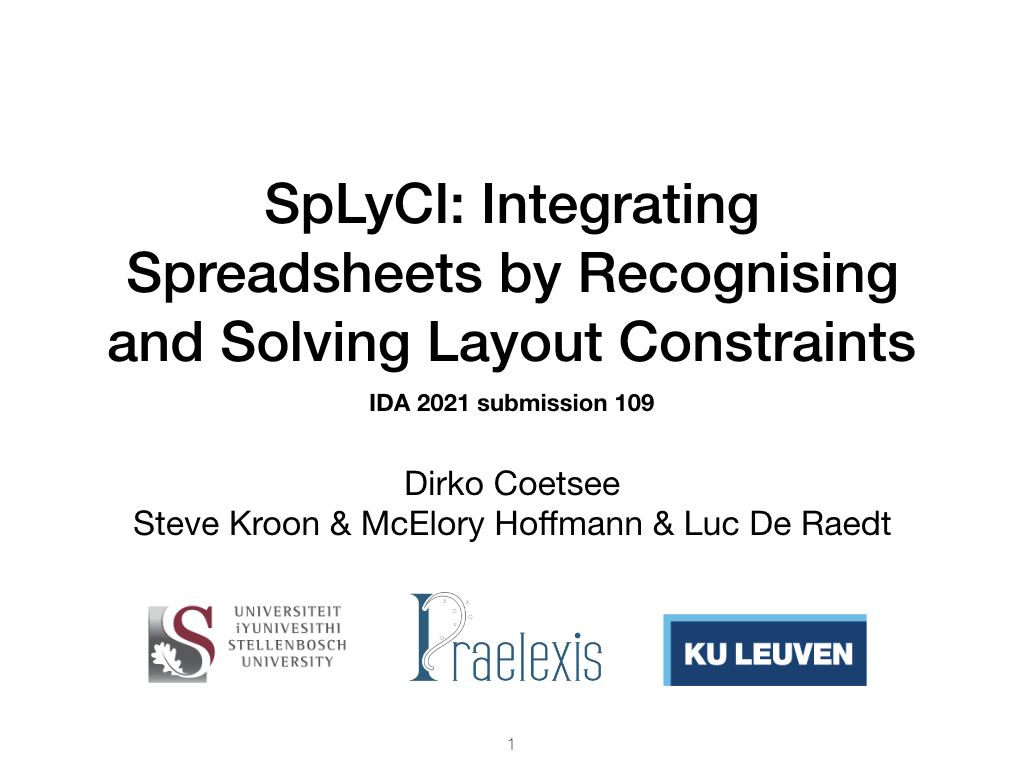 SpLyCI: Integrating
Spreadsheets by Recognising
and Solving Layout Constraints
IDA 2021 submission 109
Dirko Coetsee
Steve Kroon & McElory Hoffmann & Luc De Raedt
UNIVERSITEIT
iYUNIVESITHI
STELLENBOSCH
UNIVERSITY
Praelexis
KU LEUVEN
1